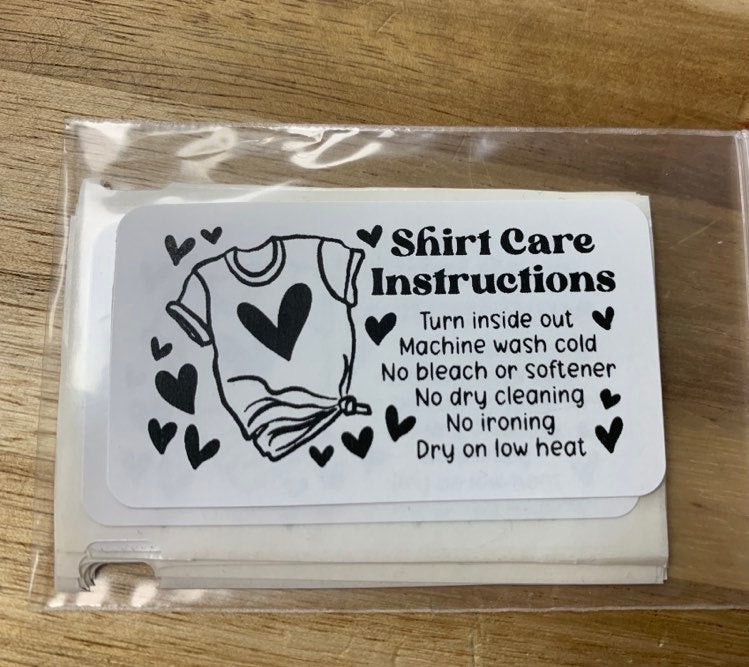 Shirt Care
Instructions
Turn inside out
Machine wash cold
No bleach or softener
No dry cleaning
No ironing
Dry on low heat